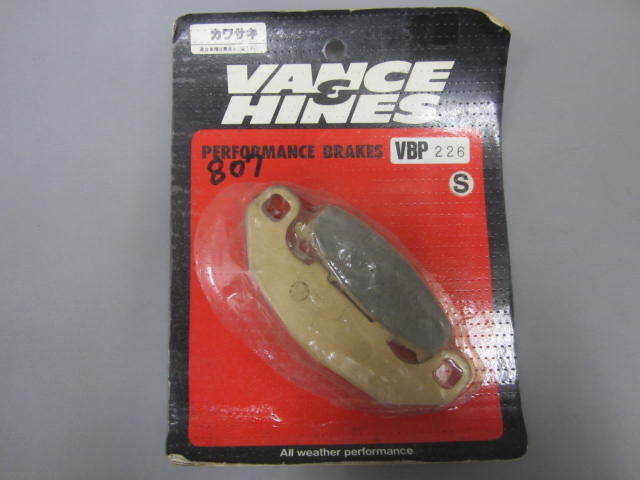 カワサキ
VANCE
&
HINES
PERFORMANCE BRAKES VBP 226
807
S
All weather performance